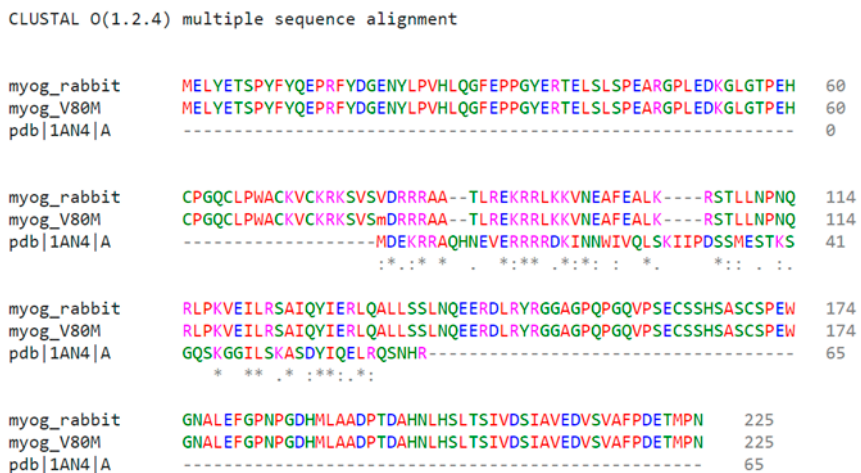 CLUSTAL O(1.2.4) multiple sequence alignment
myog_rabbit MELYETSPYFYQEPRFYDGENYLPVHLQGFEPPGYERTELSLSPEARGPLEDKGLGTPEH 60
myog_V80M MELYETSPYFYQEPRFYDGENYLPVHLQGFEPPGYERTELSLSPEARGPLEDKGLGTPEH 60
pdb|1AN4|A ------------------------------------------------------------ 0
myog_rabbit CPGQCLPWACKVCKRKSVSVDRRRAA--TLREKRRLKKVNEAFEALK----RSTLLNPNQ 114
myog_V80M CPGQCLPWACKVCKRKSVSmDRRRAA--TLREKRRLKKVNEAFEALK----RSTLLNPNQ 114
pdb|1AN4|A -------------------MDEKRRAQHNEVERRRRDKINNWIVQLSKIIPDSSMESTKS 41
:*.:* *  .  *:** .*:*: :  *.     *:: . :.
myog_rabbit RLPKVEILRSAIQYIERLQALLSSLNQEERDLRYRGGAGPQPGQVPSECSSHSASCSPEW 174
myog_V80M RLPKVEILRSAIQYIERLQALLSSLNQEERDLRYRGGAGPQPGQVPSECSSHSASCSPEW 174
pdb|1AN4|A GQSKGGILSKASDYIQELRQSNHR------------------------------------ 65
*  ** .* :**:.*:
myog_rabbit GNALEFGPNPGDHMLAADPTDAHNLHSLTSIVDSIAVEDVSVAFPDETMPN 225
myog_V80M GNALEFGPNPGDHMLAADPTDAHNLHSLTSIVDSIAVEDVSVAFPDETMPN 225
pdb|1AN4|A --------------------------------------------------- 65